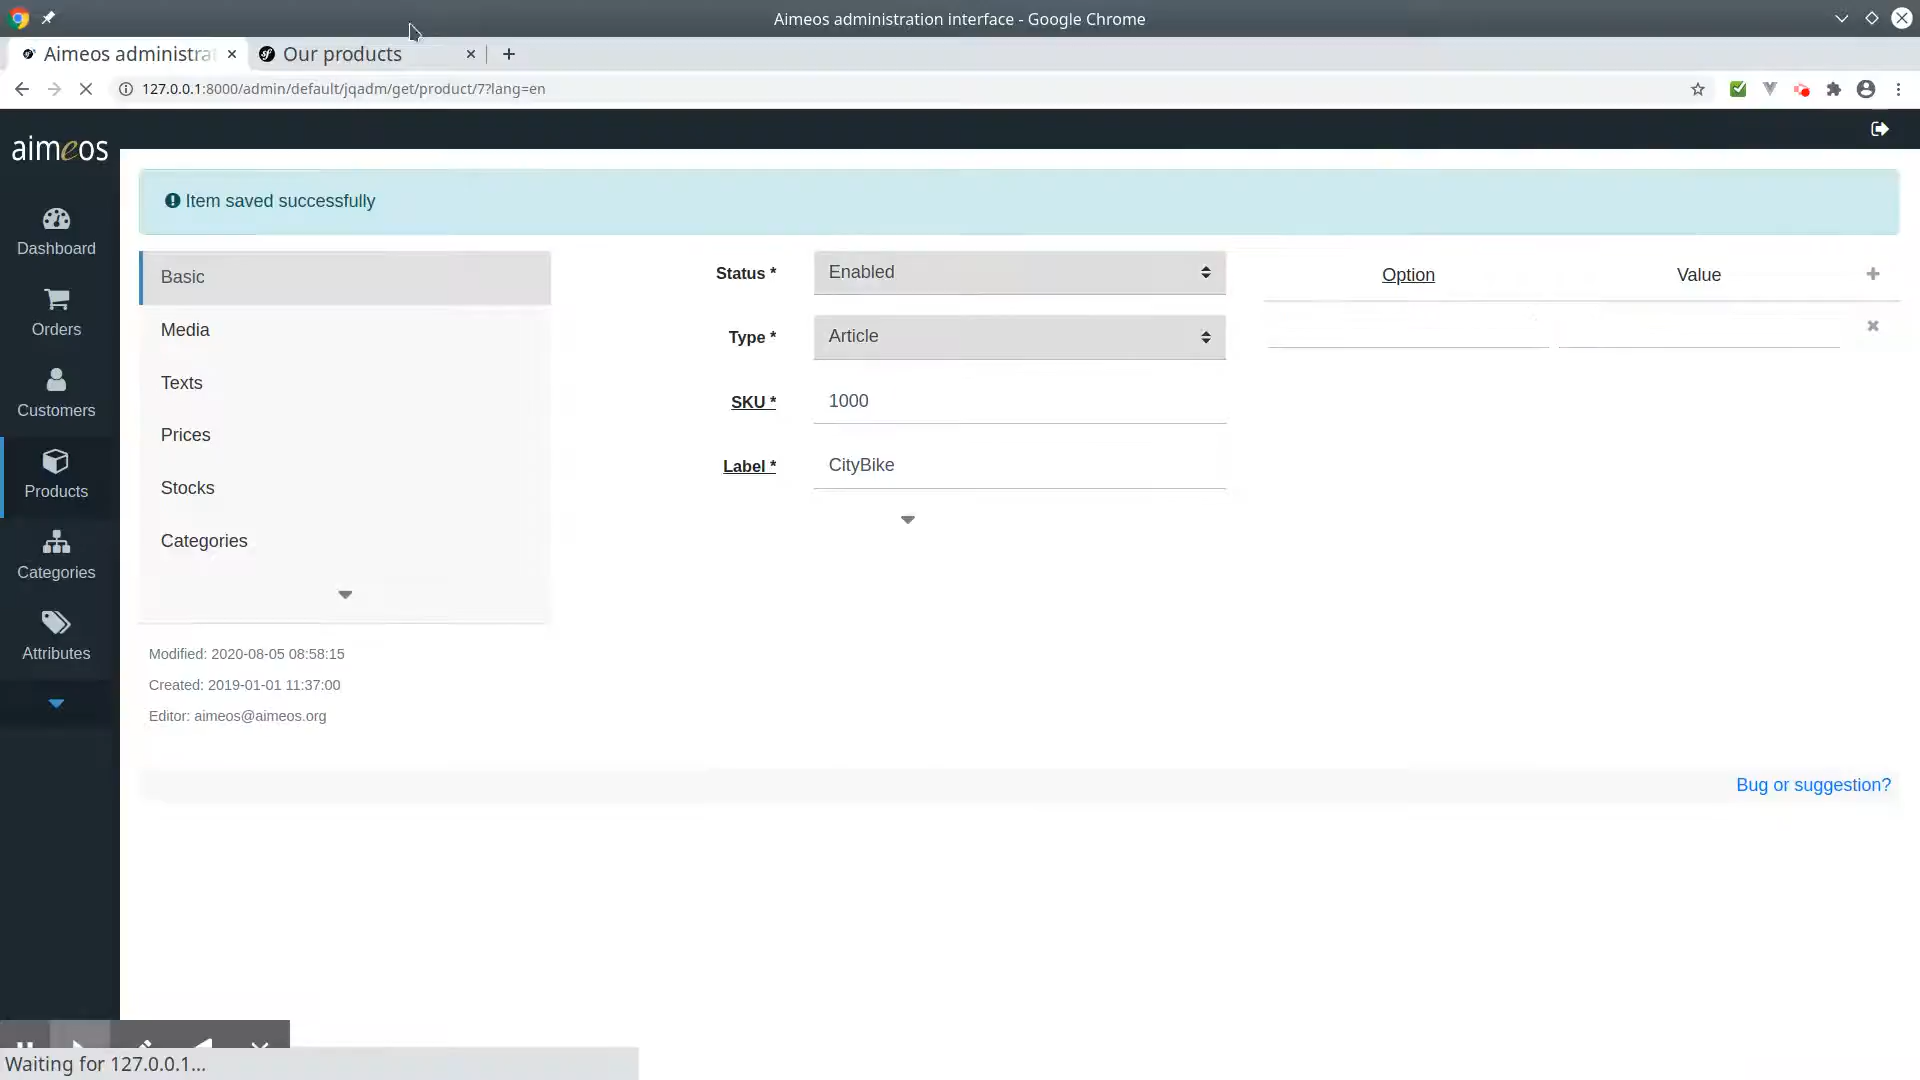 Aimeos administration interface - Google Chrome
Aimeos administra
Our products
127.0.0.1:8000/admin/default/jqadm/get/product/7?lang=en
aimeos
Item saved successfully
Dashboard
Orders
Customers
Products
Categories
Attributes
Basic
Media
Texts
Prices
Stocks
Categories
Modified: 2020-08-05 08:58:15
Created: 2019-01-01 11:37:00
Editor: aimeos@aimeos.org
Status * Enabled
Type * Article
SKU * 1000
Label * CityBike
Option Value
Bug or suggestion?
Waiting for 127.0.0.1...